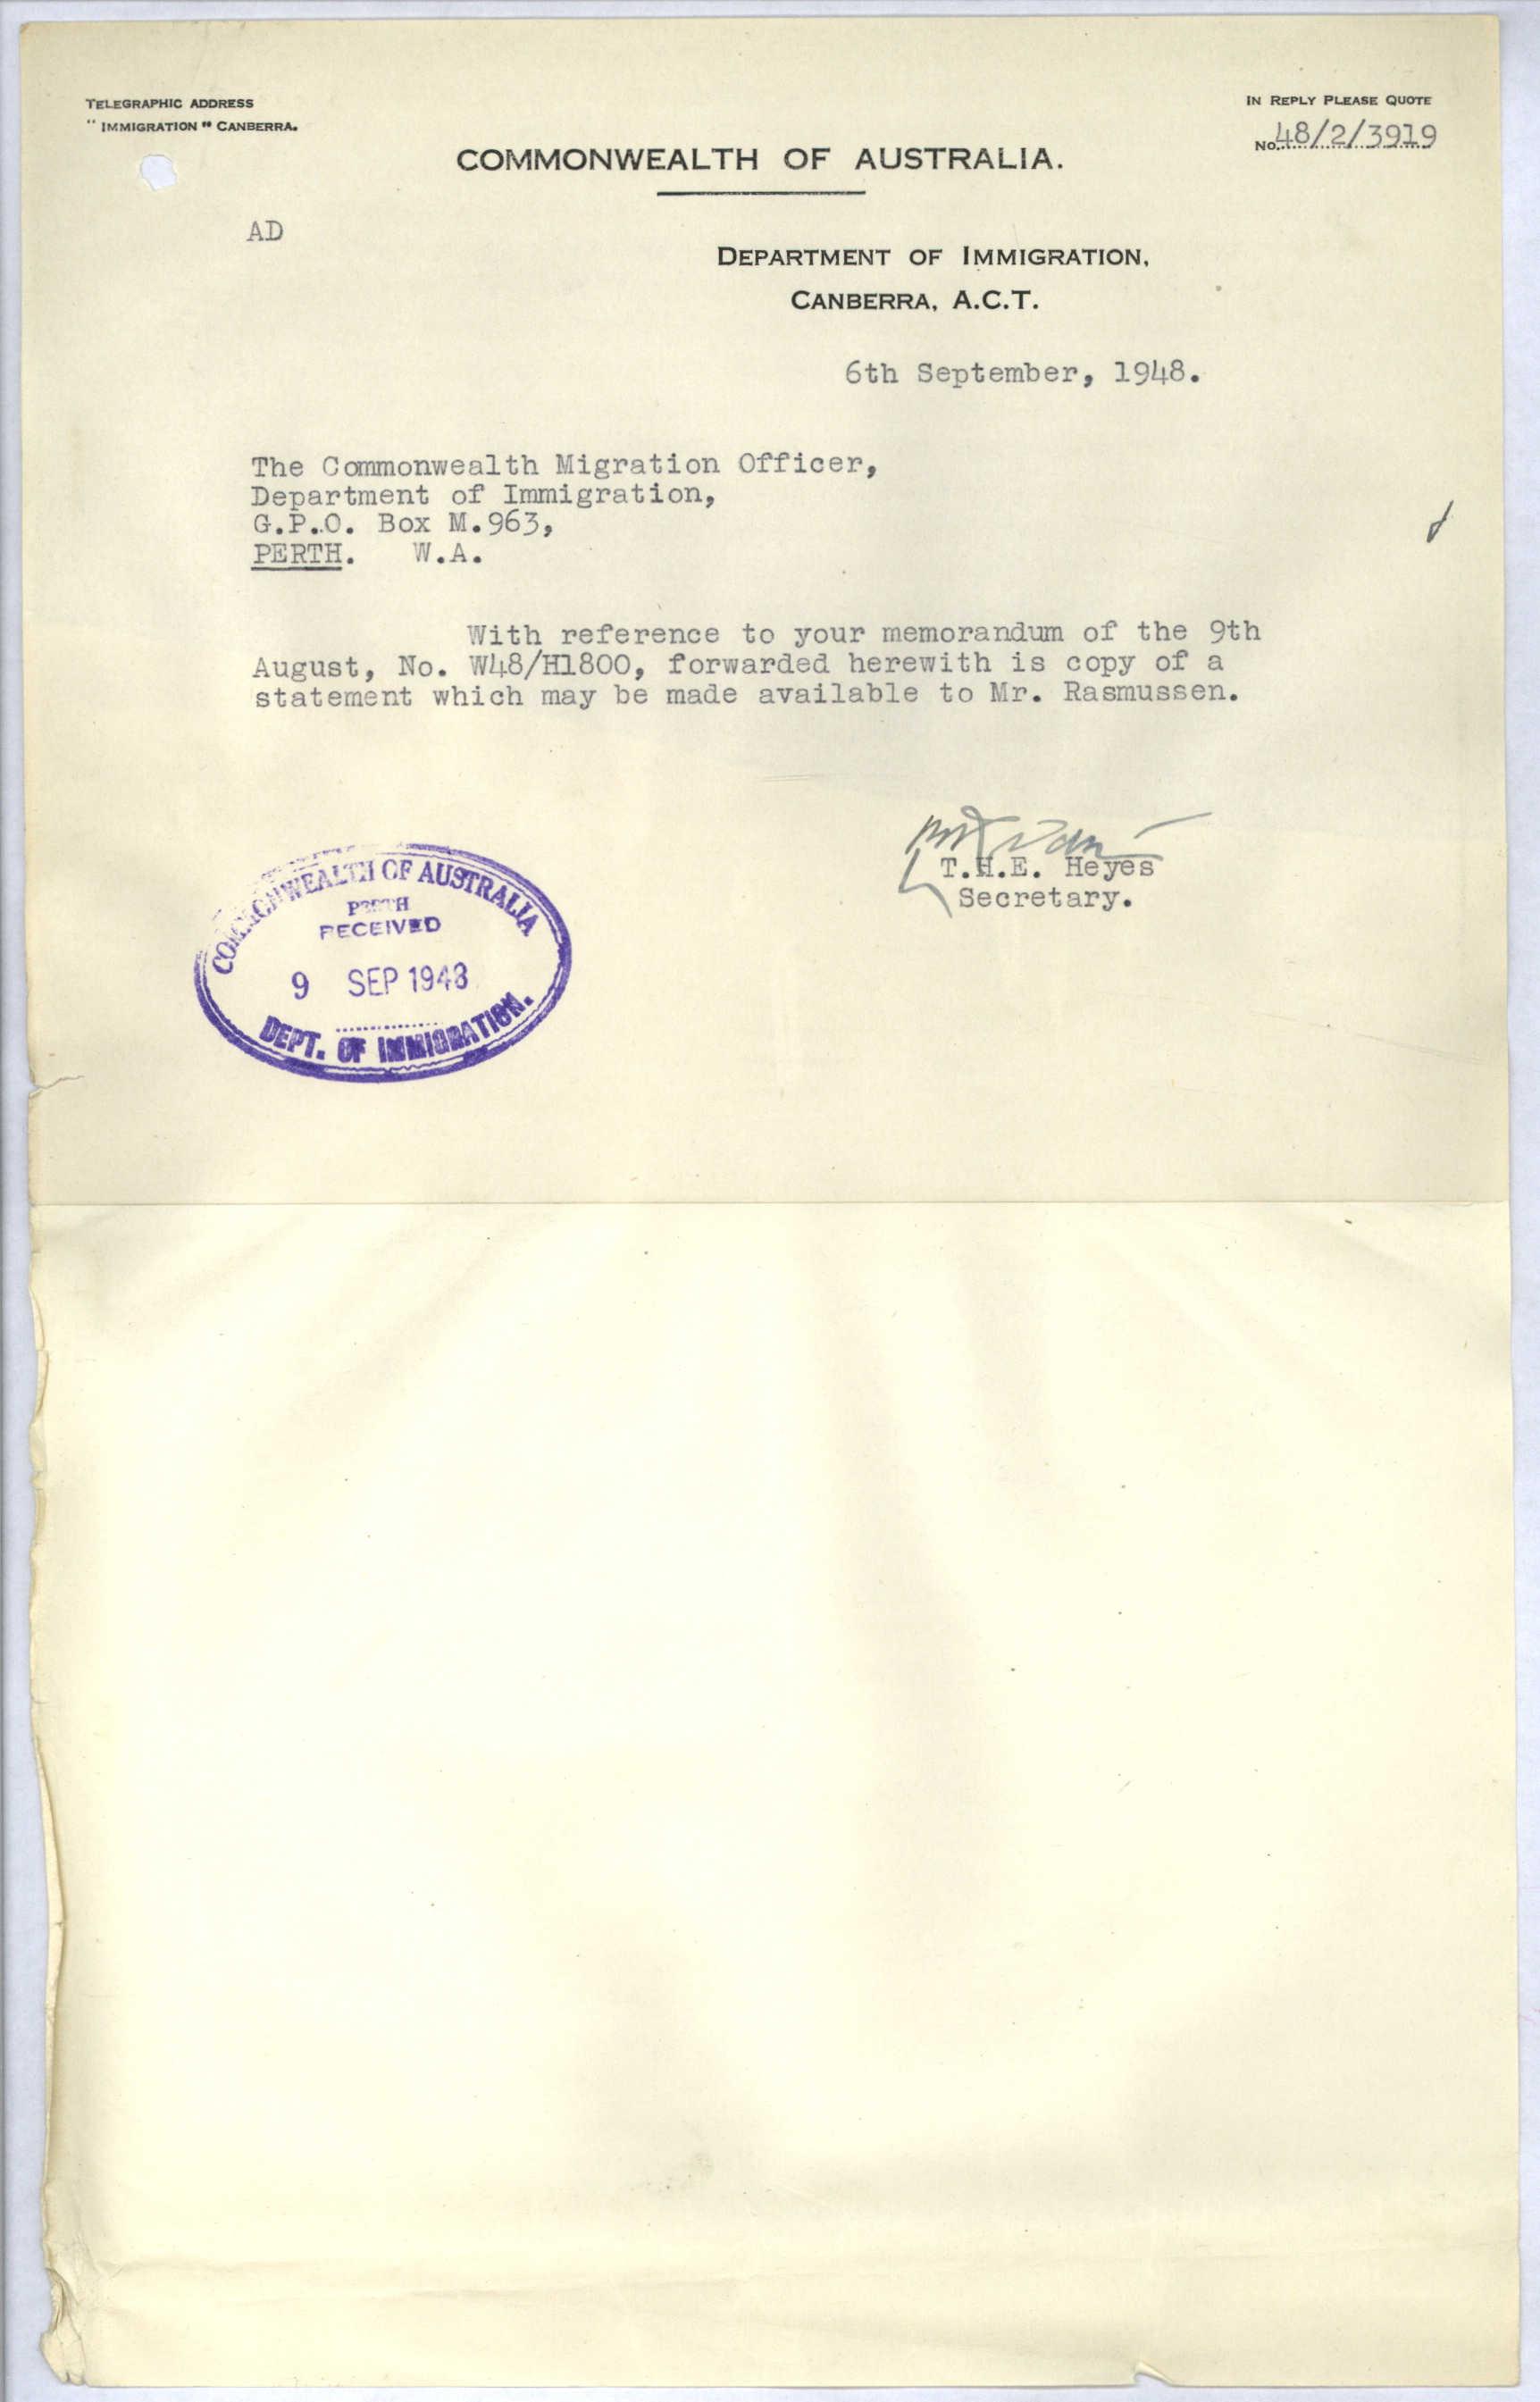 TELEGRAPHIC ADDRESS
"IMMIGRATION" CANBERRA.
IN REPLY PLEASE QUOTE
No. 48/2/3919
COMMONWEALTH OF AUSTRALIA.
AD
DEPARTMENT OF IMMIGRATION,
CANBERRA, A.C.T.
6th September, 1948.
The Commonwealth Migration Officer,
Department of Immigration,
G.P.O. Box M.963,
PERTH. W.A.
With reference to your memorandum of the 9th
August, No. W48/H1800, forwarded herewith is copy of a
statement which may be made available to Mr. Rasmussen.
T.H.E. Heyes
Secretary.
COMMONWEALTH OF AUSTRALIA
PERTH
RECEIVED
9 SEP 1948
DEPT. OF IMMIGRATION.